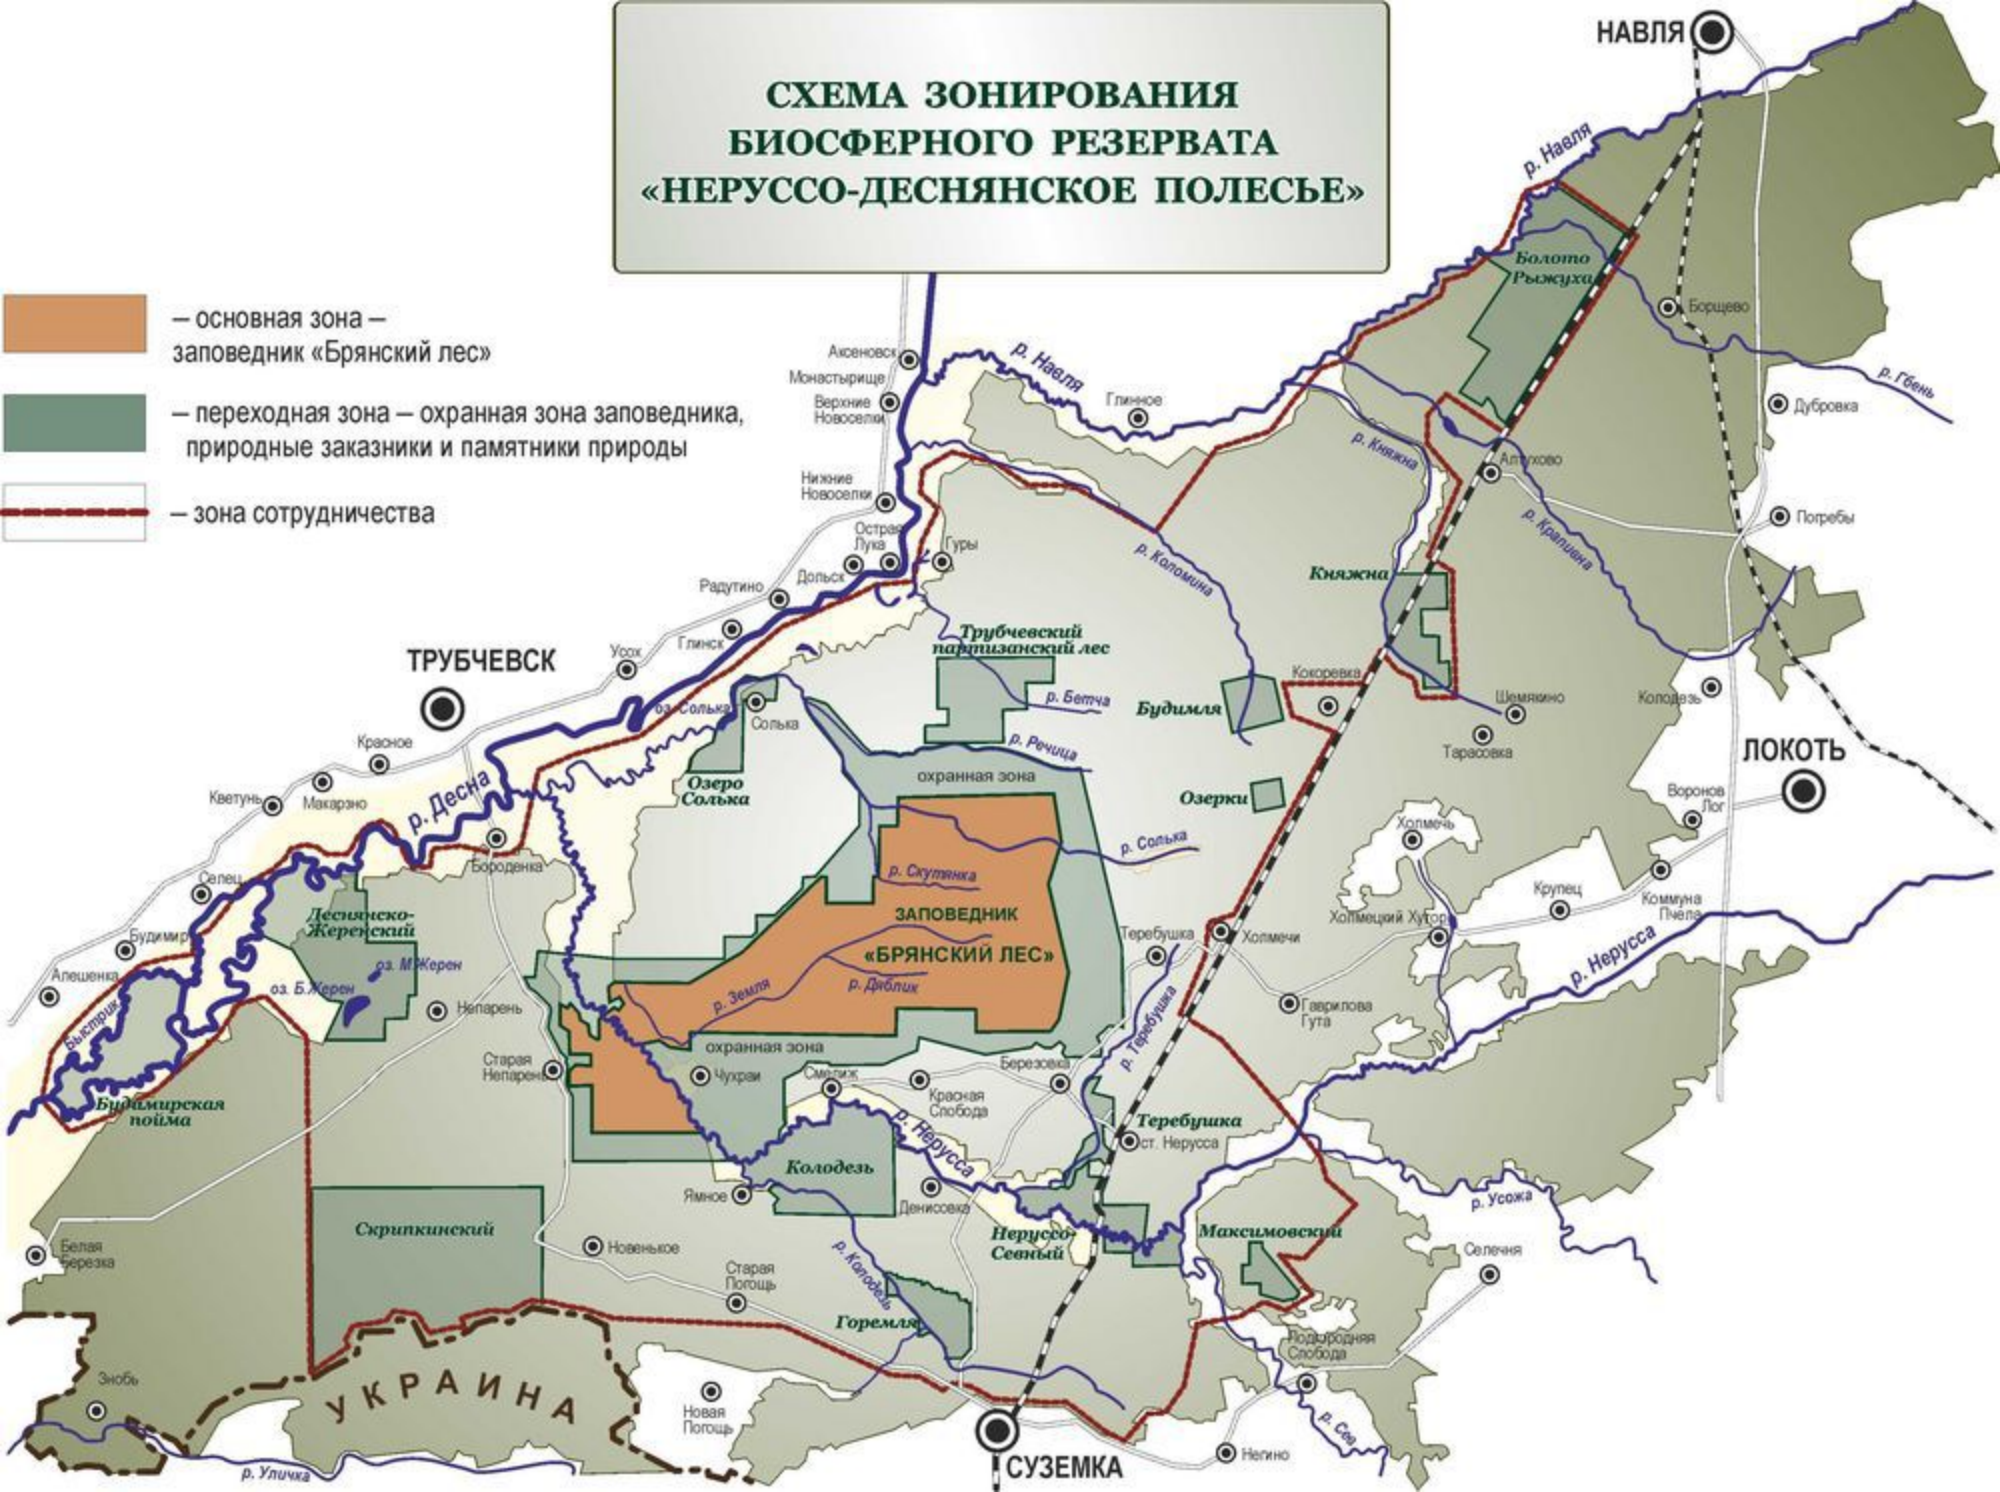 СХЕМА ЗОНИРОВАНИЯ
БИОСФЕРНОГО РЕЗЕРВАТА
«НЕРУССО-ДЕСНЯНСКОЕ ПОЛЕСЬЕ»
– основная зона –
заповедник «Брянский лес»
– переходная зона – охранная зона заповедника,
природные заказники и памятники природы
– зона сотрудничества
НАВЛЯ
р. Навля
Болото
Рыжуха
Борщево
р. Гбень
Дубровка
Аксеновск
Монастырище
Верхние
Новоселки
р. Навля
Глинное
р. Княжна
Алтухово
Погребы
Нижние
Новоселки
Острая
Лука
Гуры
Дольск
Радутино
р. Коломина
р. Крапивна
Княжна
Глинск
Усох
ТРУБЧЕВСК
Трубчевский
партизанский лес
р. Бетча
Будимля
Кокоревка
Шемякино
Тарасовка
Колодезь
ЛОКОТЬ
оз. Солька
Солька
Озеро
Солька
р. Речица
охранная зона
Озерки
Красное
Макарзно
Кветунь
р. Десна
Бороденка
Воронов
Лог
Холмечь
р. Солька
р. Скутянка
ЗАПОВЕДНИК
«БРЯНСКИЙ ЛЕС»
Селец
Деснянско-
Жеренский
Будимир
Алешенка
оз. М.Жерен
оз. Б.Жерен
Непарень
Быстрик
р. Земля
р. Дяблик
Теребушка
Холмечи
Холмецкий Хутор
Крупец
Коммуна
Пчела
р. Нерусса
Гаврилова
Гута
р. Теребушка
охранная зона
Старая
Непарень
Чухраи
Смелиж
Красная
Слобода
Березовка
Будимирская
пойма
р. Нерусса
Теребушка
ст. Нерусса
Колодезь
Ямное
Денисовка
Неруссо-
Севный
Максимовский
р. Усожа
Селечня
Скрипкинский
Новенькое
Старая
Погощь
р. Колодезь
Горемля
Белая
Березка
Знобь
УКРАИНА
Новая
Погощь
р. Уличка
СУЗЕМКА
Негино
Подгородняя
Слобода
р. Сев